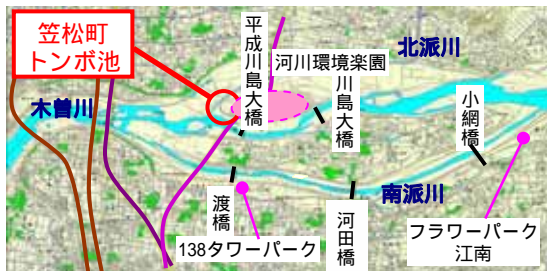 笠松町
トンボ池
平成川島大橋
河川環境楽園
北派川
川島大橋
木曽川
小網橋
渡橋
138タワーパーク
河田橋
南派川
フラワーパーク
江南